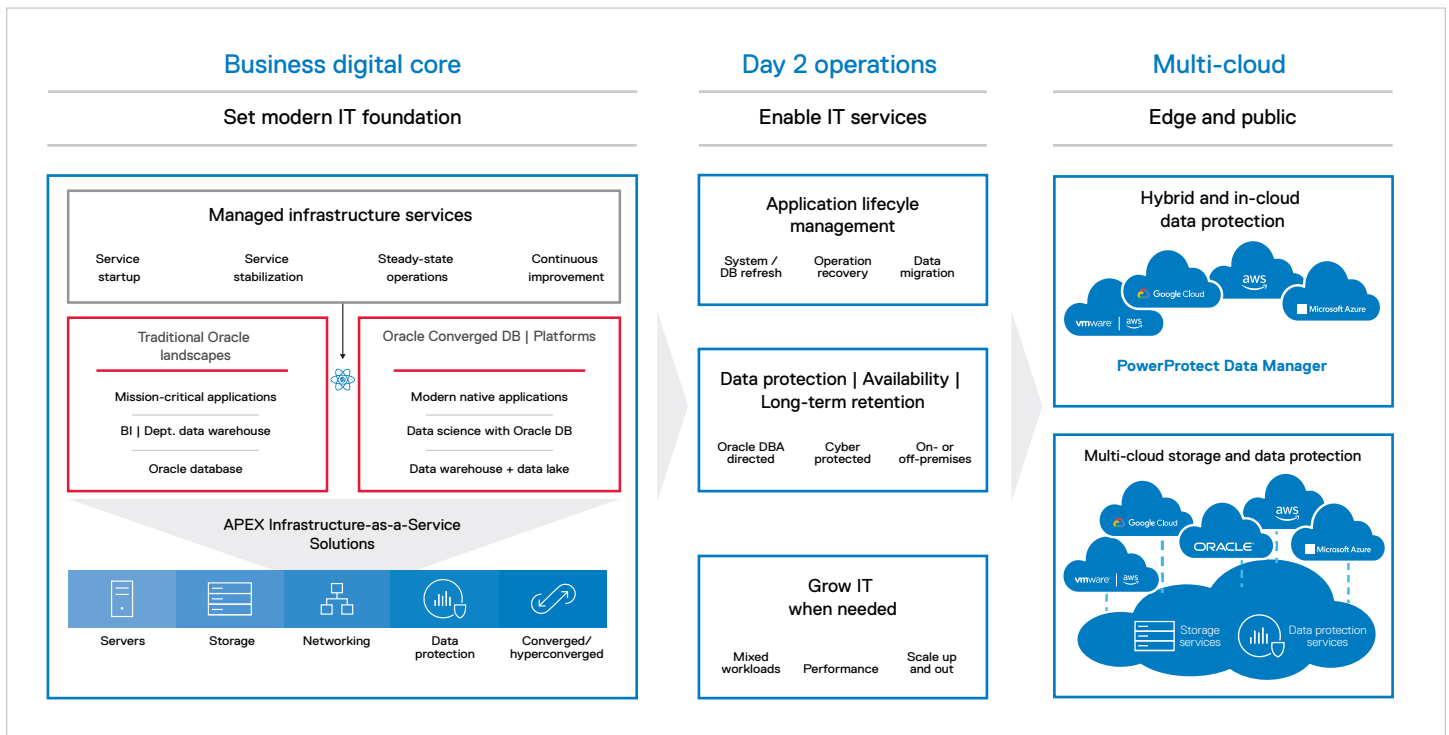 Business digital core
Set modern IT foundation
Managed infrastructure services
Service
startup
Service
stabilization
Steady-state
operations
Continuous
improvement
Traditional Oracle
landscapes
Mission-critical applications
BI | Dept. data warehouse
Oracle database
Oracle Converged DB | Platforms
Modern native applications
Data science with Oracle DB
Data warehouse + data lake
APEX Infrastructure-as-a-Service
Solutions
Servers
Storage
Networking
Data
protection
Converged/
hyperconverged
Day 2 operations
Enable IT services
Application lifecyle
management
System /
DB refresh
Operation
recovery
Data
migration
Data protection | Availability |
Long-term retention
Oracle DBA
directed
Cyber
protected
On- or
off-premises
Grow IT
when needed
Mixed
workloads
Performance
Scale up
and out
Multi-cloud
Edge and public
Hybrid and in-cloud
data protection
vmware | aws
Google Cloud
aws
Microsoft Azure
PowerProtect Data Manager
Multi-cloud storage and data protection
vmware | aws
Google Cloud
ORACLE
aws
Microsoft Azure
Storage
services
Data protection
services